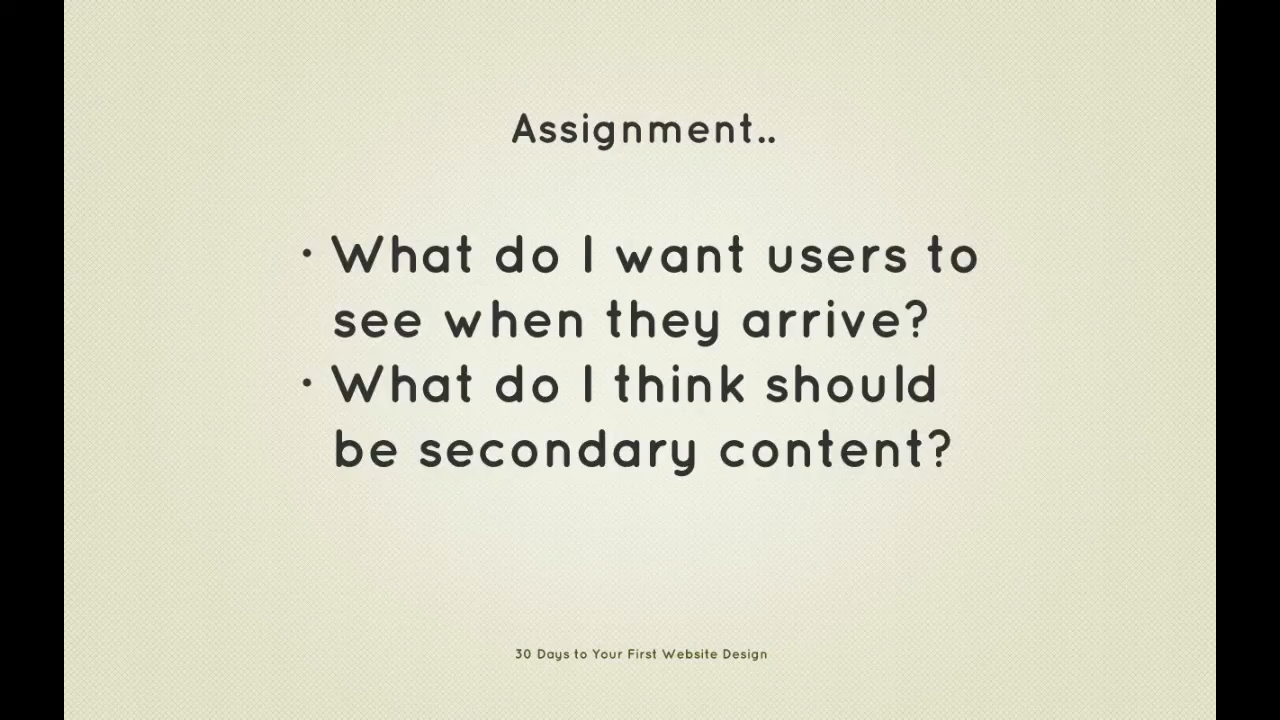 Assignment..
· What do I want users to
see when they arrive?
· What do I think should
be secondary content?
30 Days to Your First Website Design